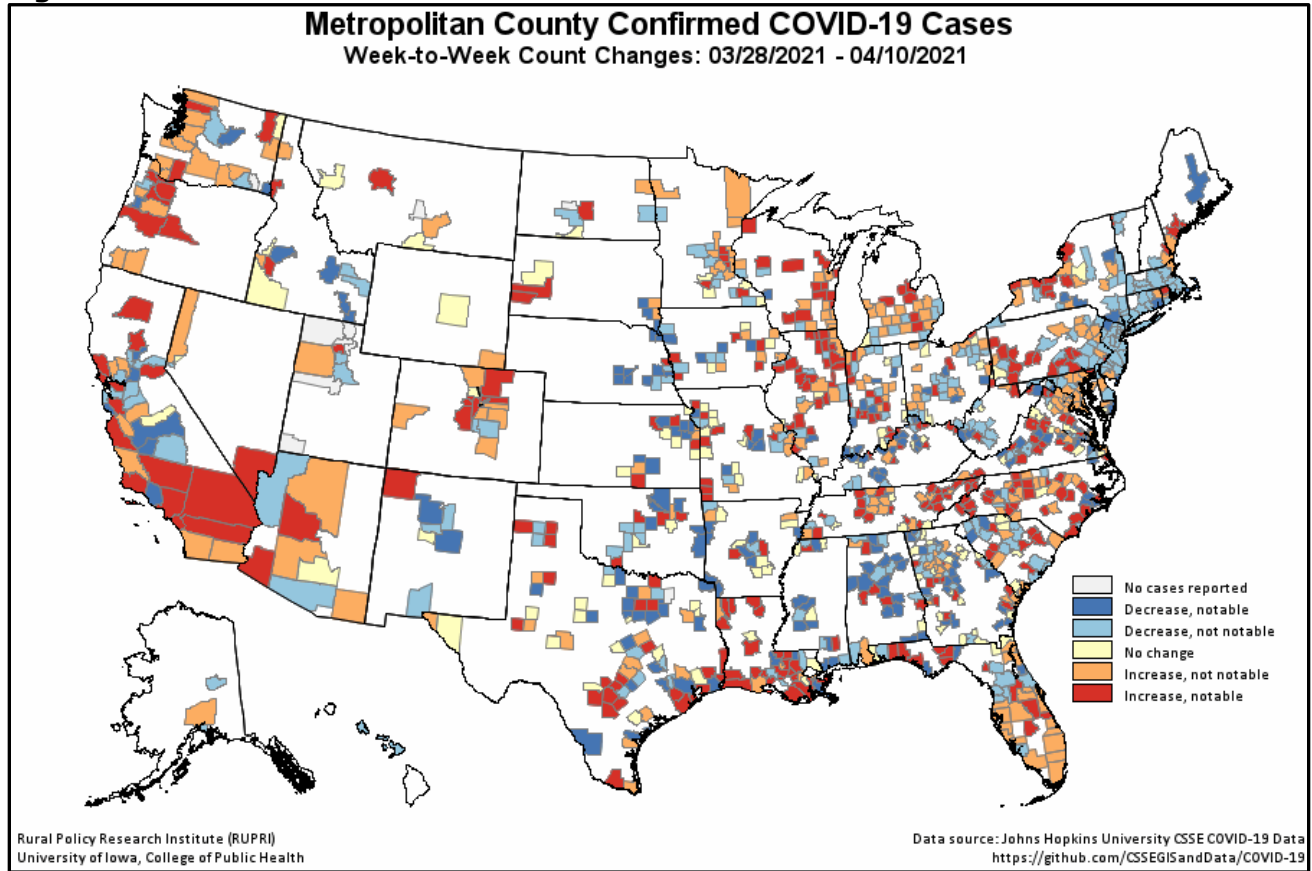 Metropolitan County Confirmed COVID-19 Cases
Week-to-Week Count Changes: 03/28/2021 - 04/10/2021
No cases reported
Decrease, notable
Decrease, not notable
No change
Increase, not notable
Increase, notable
Rural Policy Research Institute (RUPRI)
University of Iowa, College of Public Health
Data source: Johns Hopkins University CSSE COVID-19 Data
https://github.com/CSSEGISandData/COVID-19